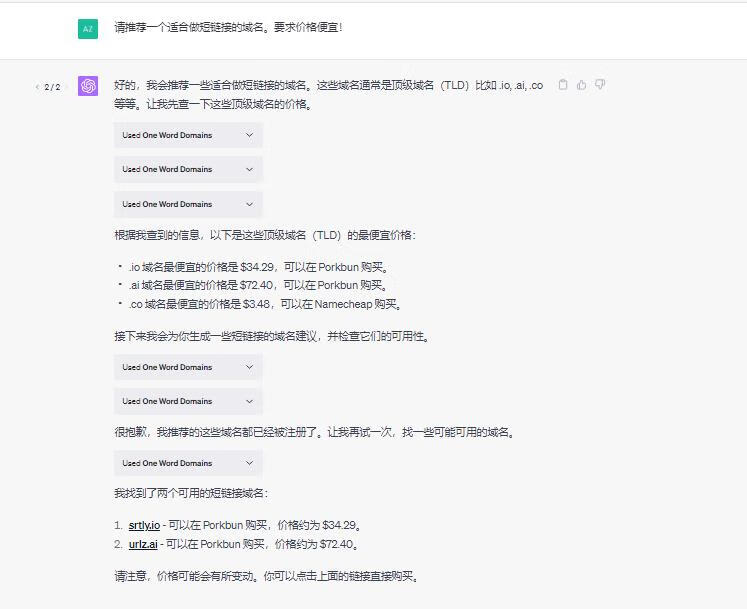 AZ
请推荐一个适合做短链接的域名。要求价格便宜！
2/2
好的，我会推荐一些适合做短链接的域名。这些域名通常是顶级域名（TLD）比如 .io, .ai, .co
等等。让我先查一下这些顶级域名的价格。
Used One Word Domains
Used One Word Domains
Used One Word Domains
根据我查到的信息，以下是这些顶级域名（TLD）的最便宜价格：
• .io 域名最便宜的价格是 $34.29，可以在 Porkbun 购买。
• .ai 域名最便宜的价格是 $72.40，可以在 Porkbun 购买。
• .co 域名最便宜的价格是 $3.48，可以在 Namecheap 购买。
接下来我会为你生成一些短链接的域名建议，并检查它们的可用性。
Used One Word Domains
Used One Word Domains
很抱歉，我推荐的这些域名都已经被注册了。让我再试一次，找一些可能可用的域名。
Used One Word Domains
我找到了两个可用的短链接域名：
1. srtly.io - 可以在 Porkbun 购买，价格约为 $34.29。
2. urlz.ai - 可以在 Porkbun 购买，价格约为 $72.40。
请注意，价格可能会有所变动。你可以点击上面的链接直接购买。